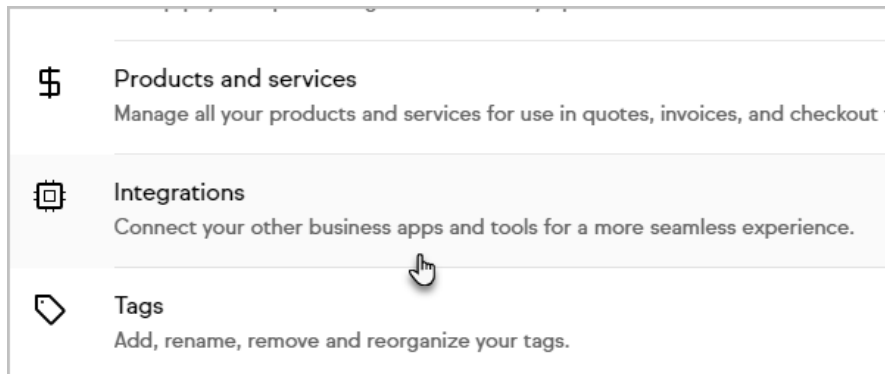 Products and services
Manage all your products and services for use in quotes, invoices, and checkout
Integrations
Connect your other business apps and tools for a more seamless experience.
Tags
Add, rename, remove and reorganize your tags.